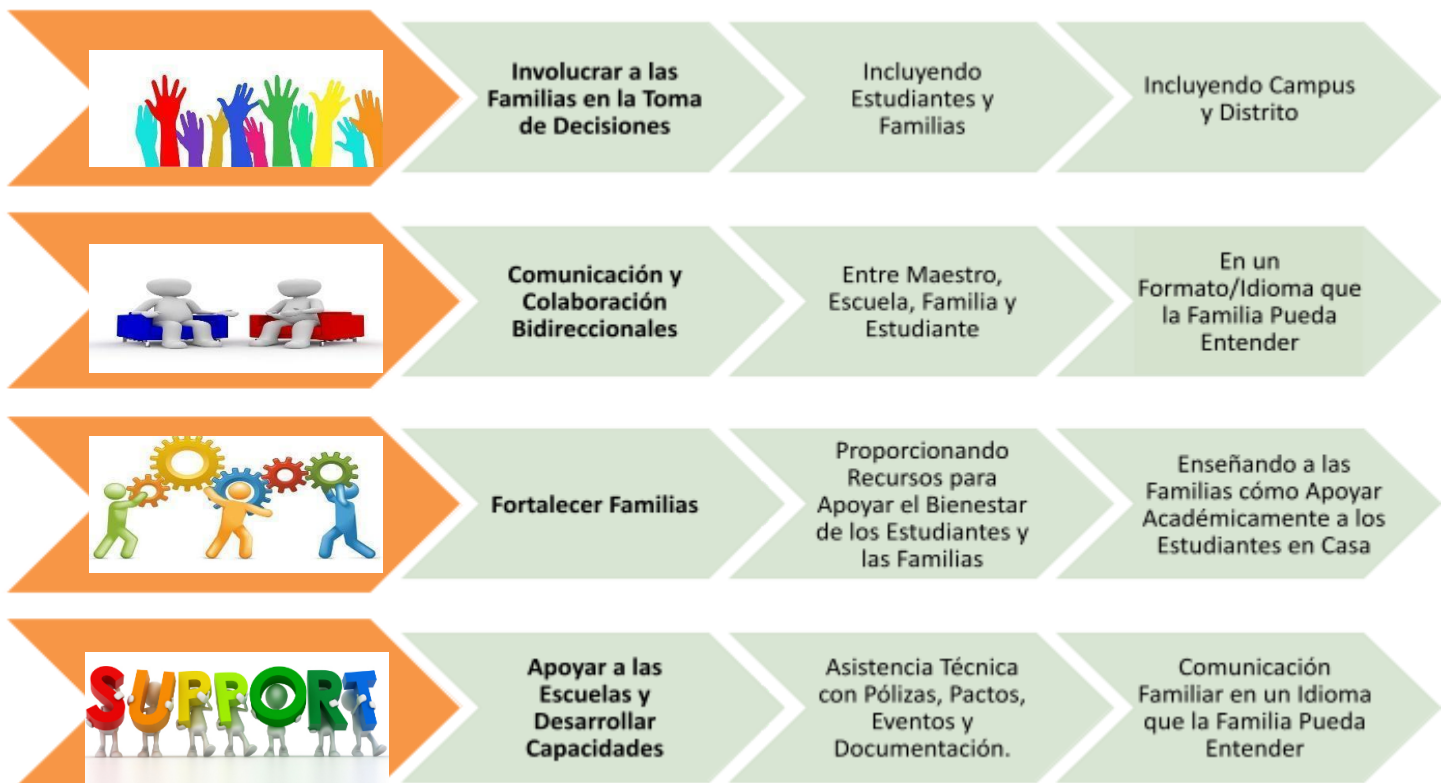 Involucrar a las
Familias en la Toma
de Decisiones
Incluyendo
Estudiantes y
Familias
Incluyendo Campus
y Distrito
Comunicación y
Colaboración
Bidireccionales
Entre Maestro,
Escuela, Familia y
Estudiante
En un
Formato/Idioma que
la Familia Pueda
Entender
Fortalecer Familias
Proporcionando
Recursos para
Apoyar el Bienestar
de los Estudiantes y
las Familias
Enseñando a las
Familias cómo Apoyar
Académicamente a los
Estudiantes en Casa
SUPPORT
Apoyar a las
Escuelas y
Desarrollar
Capacidades
Asistencia Técnica
con Pólizas, Pactos,
Eventos y
Documentación.
Comunicación
Familiar en un Idioma
que la Familia Pueda
Entender